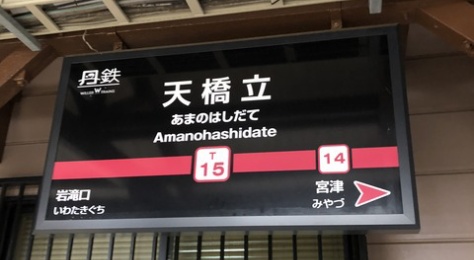 丹鉄
WILLER TRAINS
天橋立
あまのはしだて
Amanohashidate
T
15
14
岩滝口
いわたきぐち
宮津
みやづ